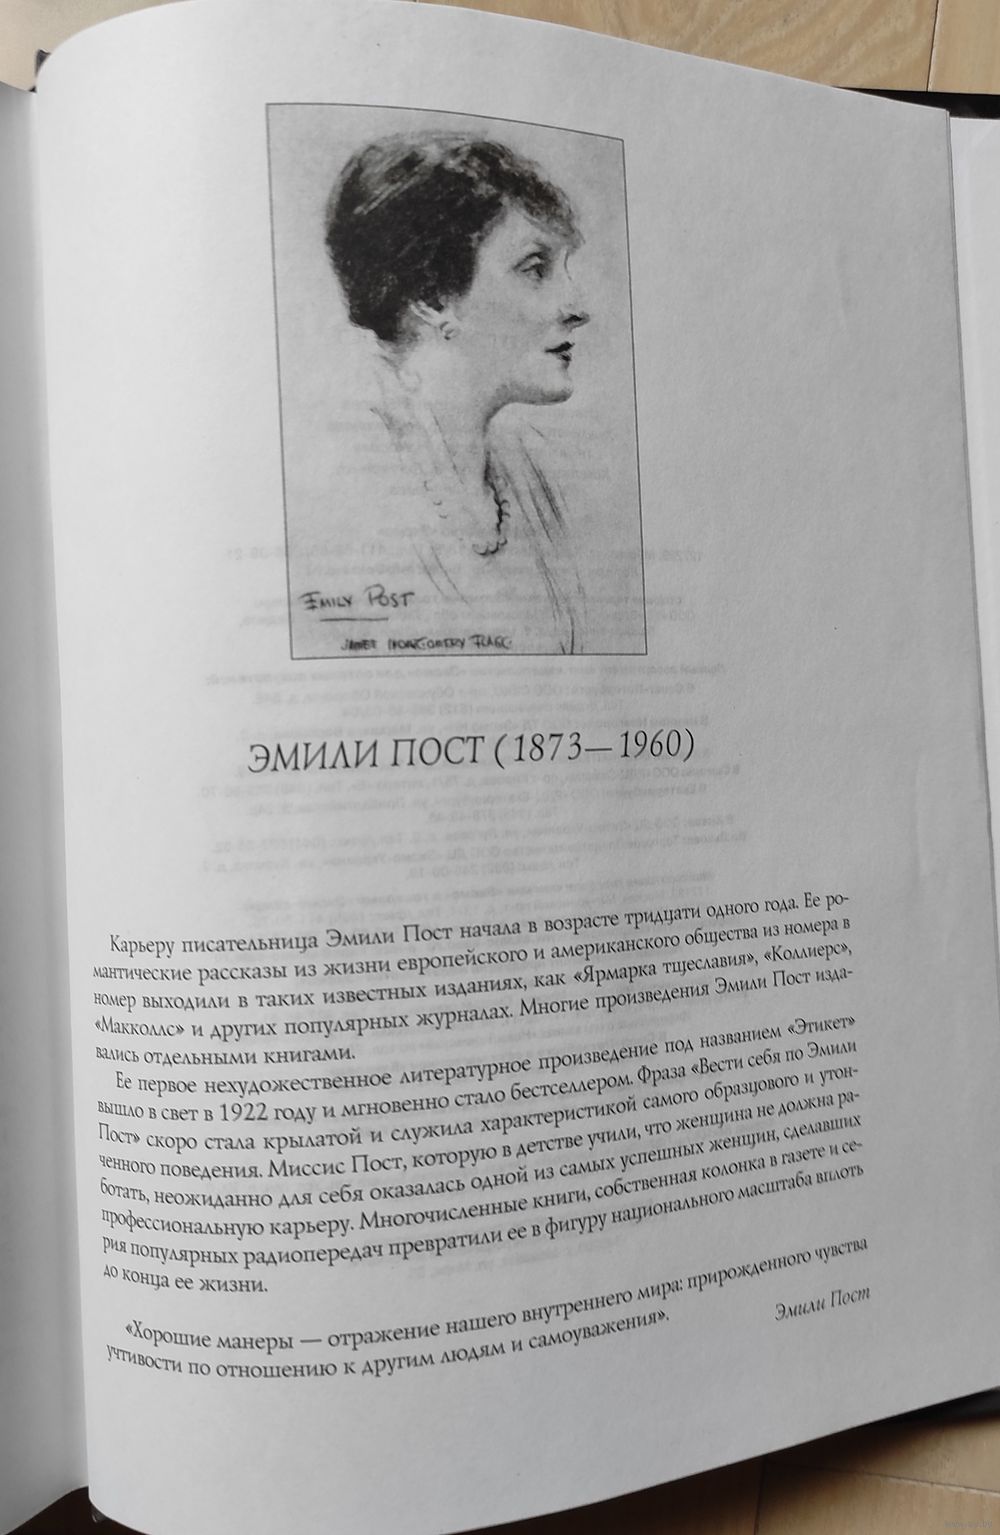 EMILY POST
JAMES MONTGOMERY FLAGG
ЭМИЛИ ПОСТ (1873—1960)
Карьеру писательница Эмили Пост начала в возрасте тридцати одного года. Ее ро-
мантические рассказы из жизни европейского и американского общества из номера в
номер выходили в таких известных изданиях, как «Ярмарка тщеславия», «Коллиерс»,
«Макколлс» и других популярных журналах. Многие произведения Эмили Пост изда-
вались отдельными книгами.
Ее первое нехудожественное литературное произведение под названием «Этикет»
вышло в свет в 1922 году и мгновенно стало бестселлером. Фраза «Вести себя по Эмили
Пост» скоро стала крылатой и служила характеристикой самого образцового и утон-
ченного поведения. Миссис Пост, которую в детстве учили, что женщина не должна ра-
ботать, неожиданно для себя оказалась одной из самых успешных женщин, сделавших
профессиональную карьеру. Многочисленные книги, собственная колонка в газете и се-
рия популярных радиопередач превратили ее в фигуру национального масштаба вплоть
до конца ее жизни.
«Хорошие манеры — отражение нашего внутреннего мира: прирожденного чувства
учтивости по отношению к другим людям и самоуважения».
Эмили Пост